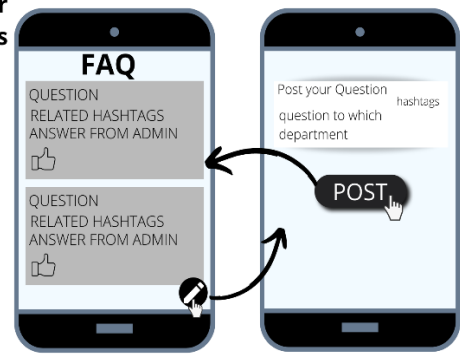 r
s
FAQ
QUESTION
RELATED HASHTAGS
ANSWER FROM ADMIN
QUESTION
RELATED HASHTAGS
ANSWER FROM ADMIN
Post your Question
hashtags
question to which
department
POST